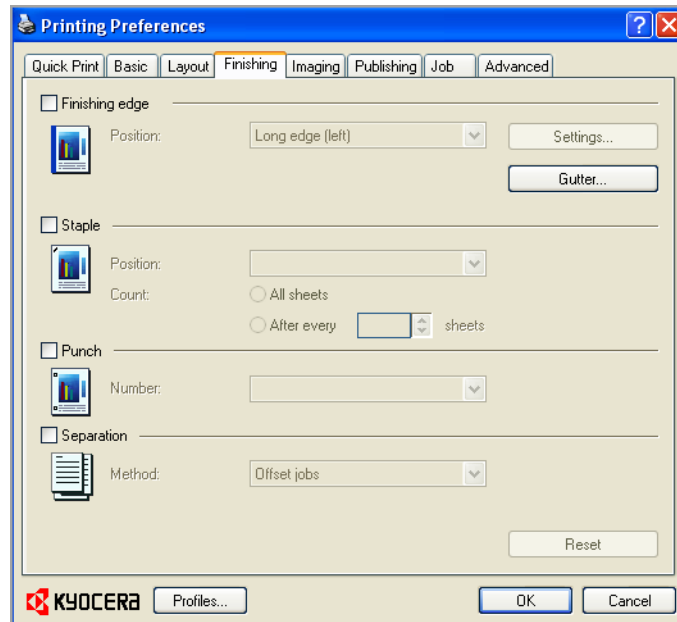 Printing Preferences
Quick Print Basic Layout Finishing Imaging Publishing Job Advanced
Finishing edge
Position: Long edge (left) Settings...
Gutter...
Staple
Position:
Count: All sheets
After every sheets
Punch
Number:
Separation
Method: Offset jobs
Reset
KYOCERA Profiles... OK Cancel